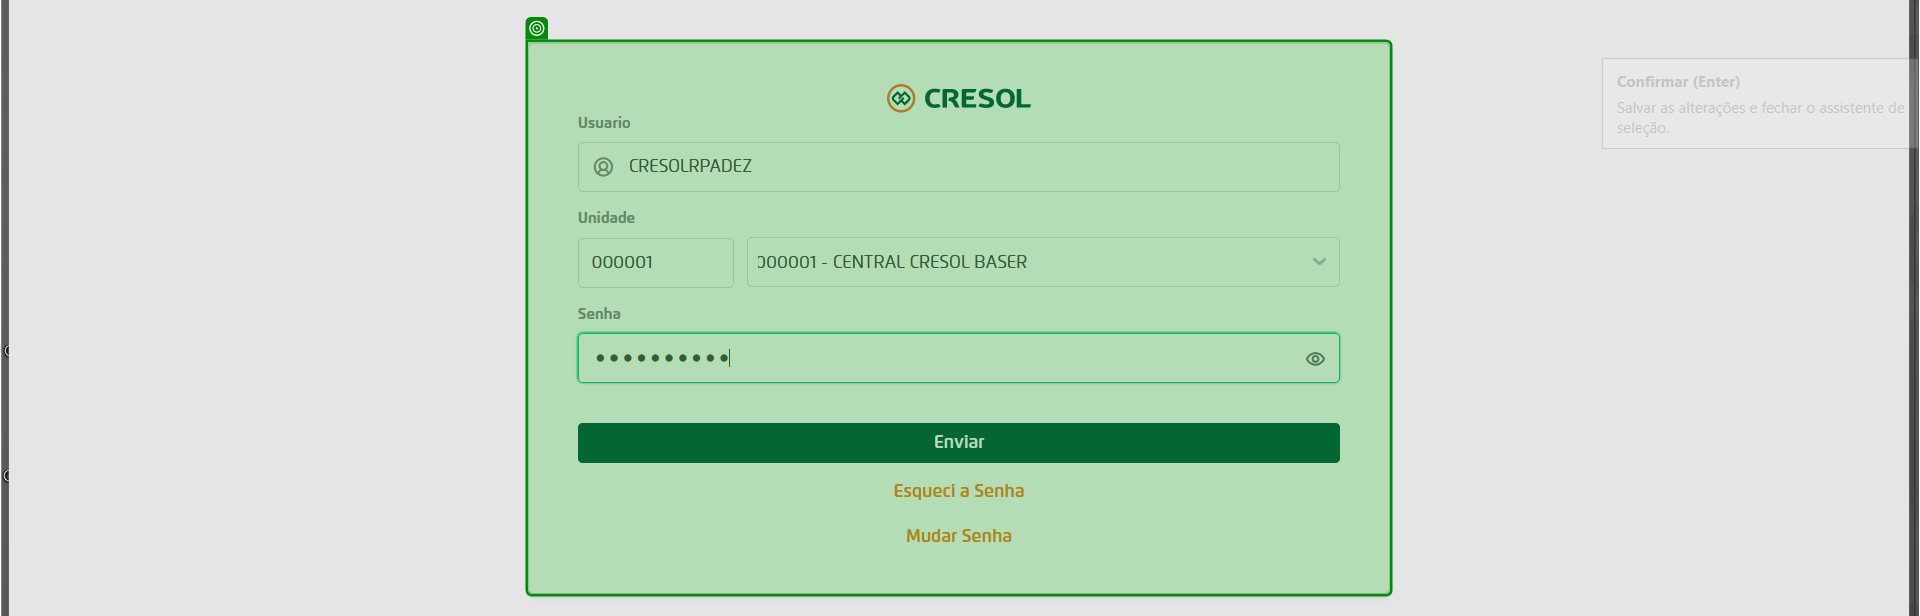 CRESOL
Confirmar (Enter)
Salvar as alterações e fechar o assistente de
seleção.
Usuario
CRESOLRPADEZ
Unidade
000001
000001 - CENTRAL CRESOL BASER
Senha
••••••••••
Enviar
Esqueci a Senha
Mudar Senha